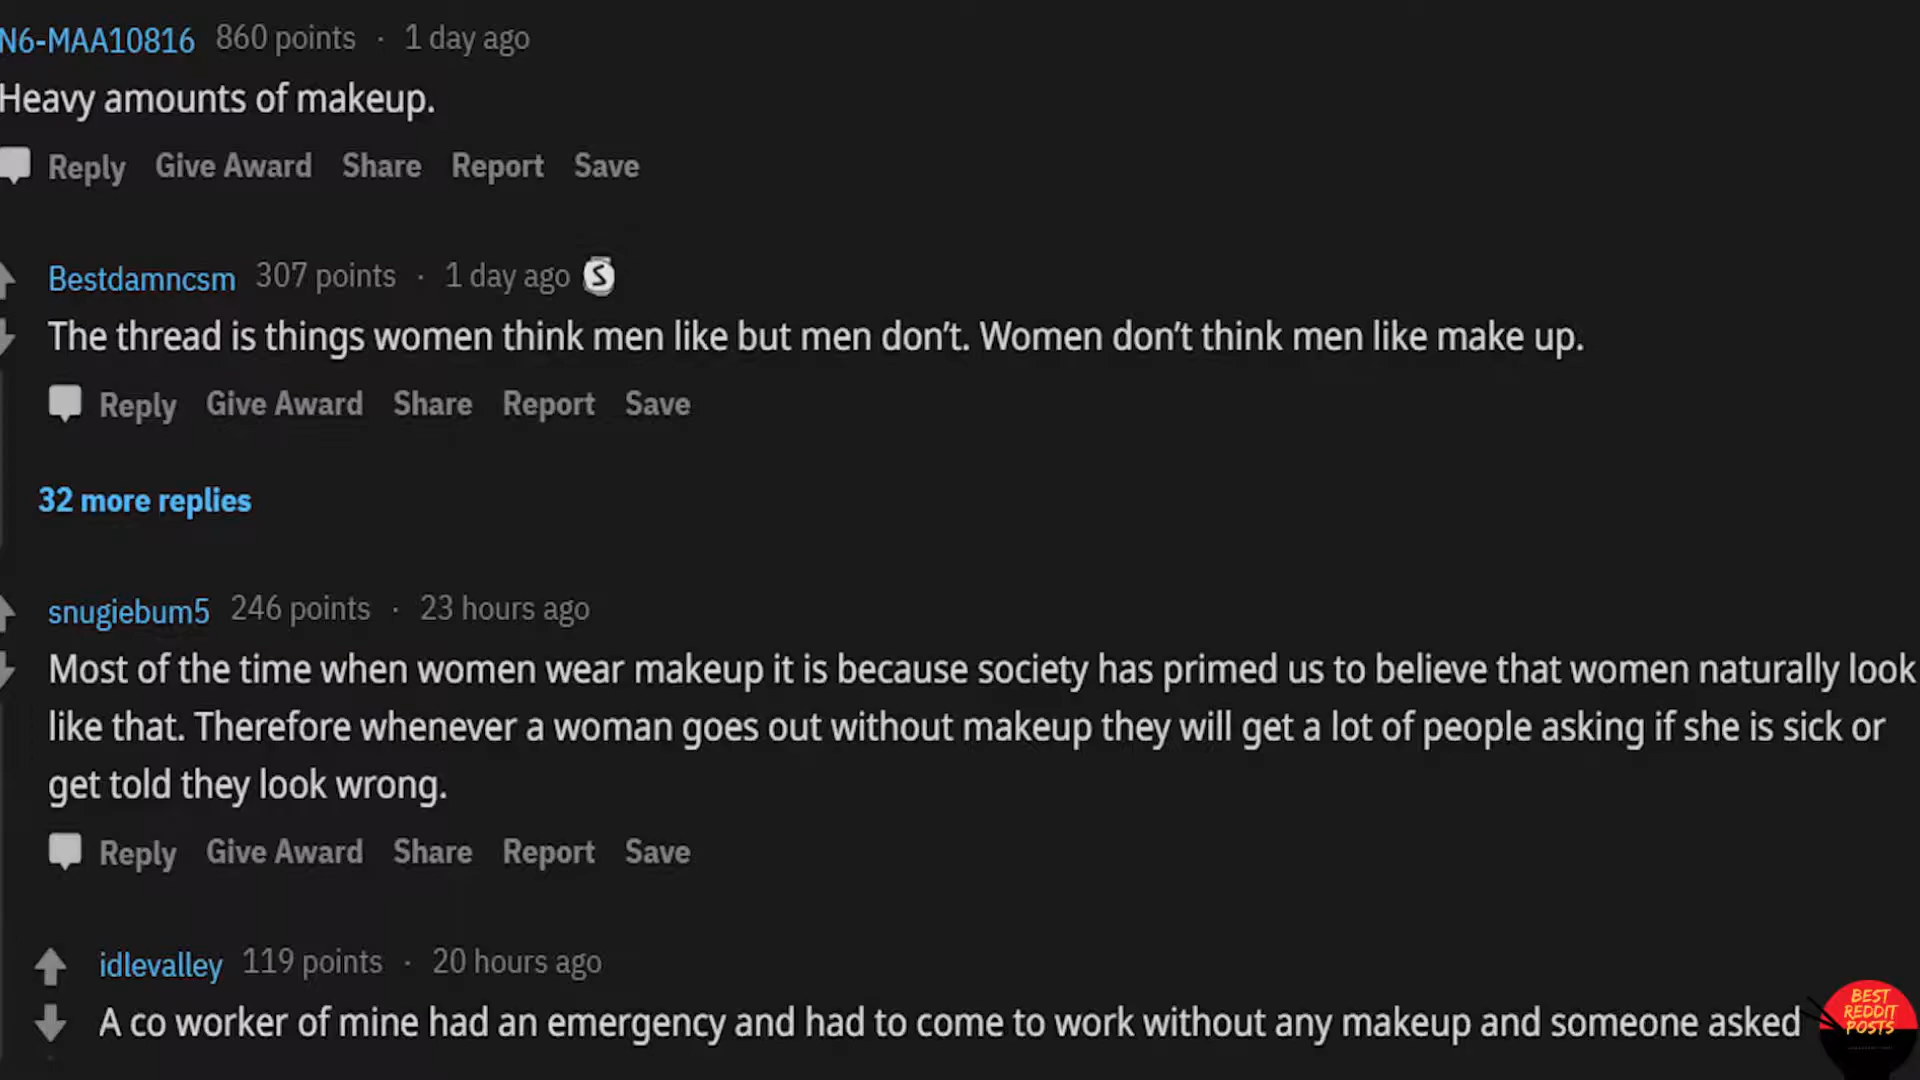 N6-MAA10816 860 points · 1 day ago
Heavy amounts of makeup.
Reply Give Award Share Report Save
Bestdamncsm 307 points · 1 day ago S
The thread is things women think men like but men don't. Women don't think men like make up.
Reply Give Award Share Report Save
32 more replies
snugiebum5 246 points · 23 hours ago
Most of the time when women wear makeup it is because society has primed us to believe that women naturally look
like that. Therefore whenever a woman goes out without makeup they will get a lot of people asking if she is sick or
get told they look wrong.
Reply Give Award Share Report Save
idlevalley 119 points · 20 hours ago
A co worker of mine had an emergency and had to come to work without any makeup and someone asked
BEST
REDDIT
POSTS